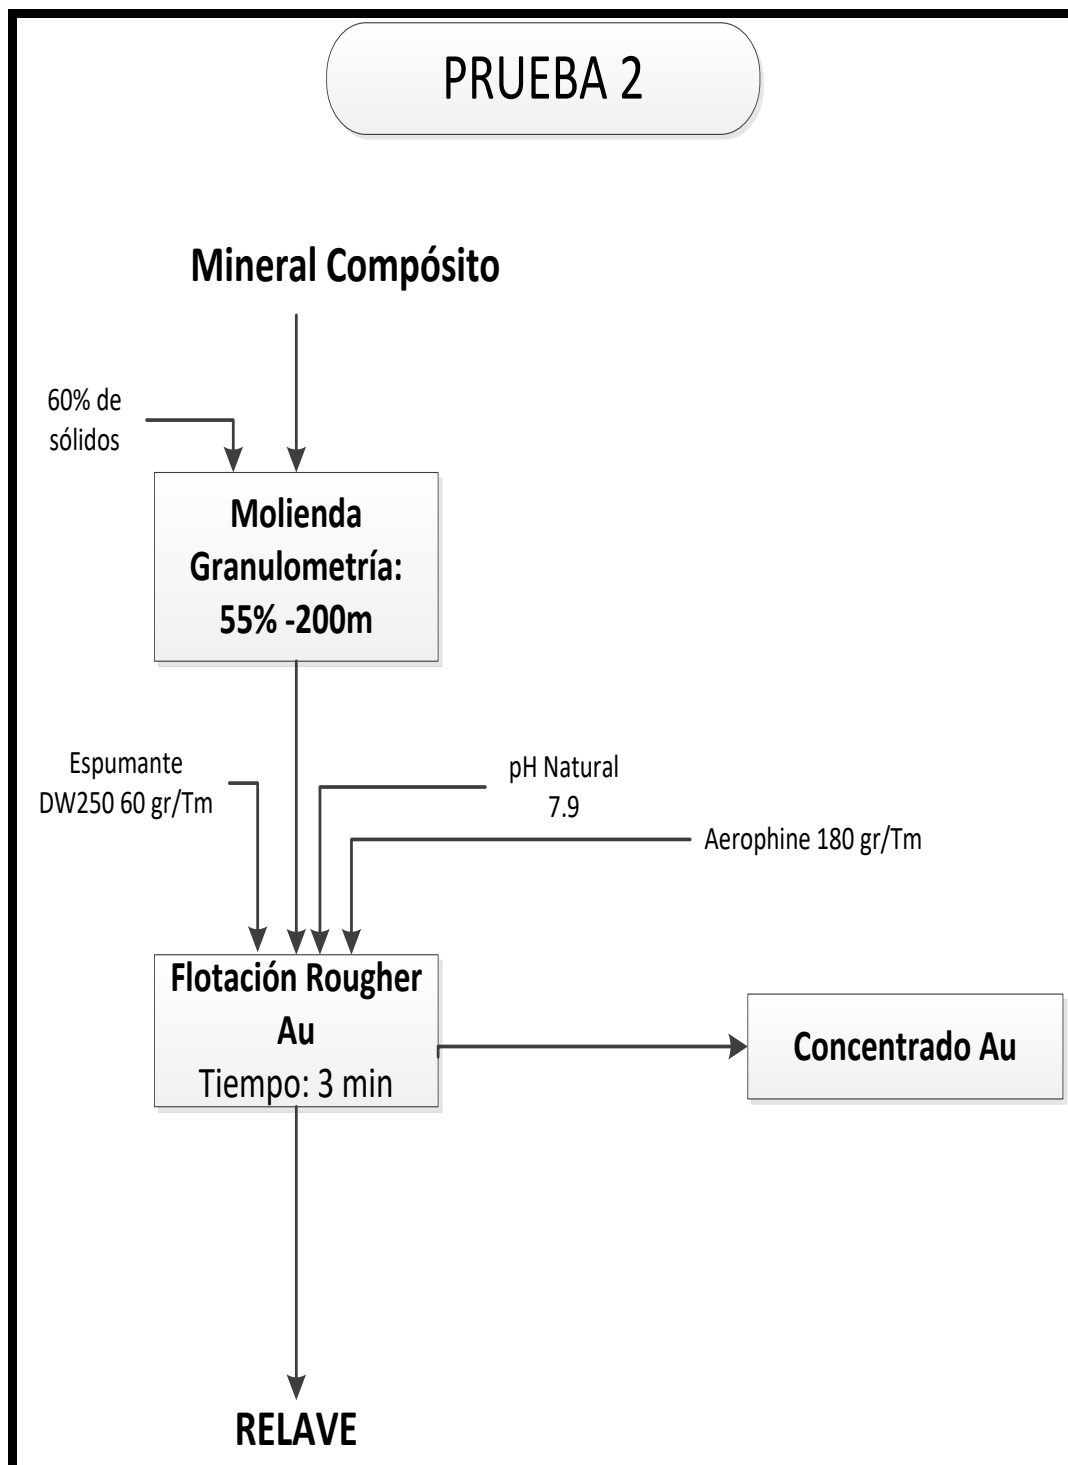 PRUEBA 2
Mineral Compósito
60% de
sólidos
Molienda
Granulometría:
55% -200m
Espumante
DW250 60 gr/Tm
pH Natural
7.9
Aerophine 180 gr/Tm
Flotación Rougher
Au
Tiempo: 3 min
Concentrado Au
RELAVE